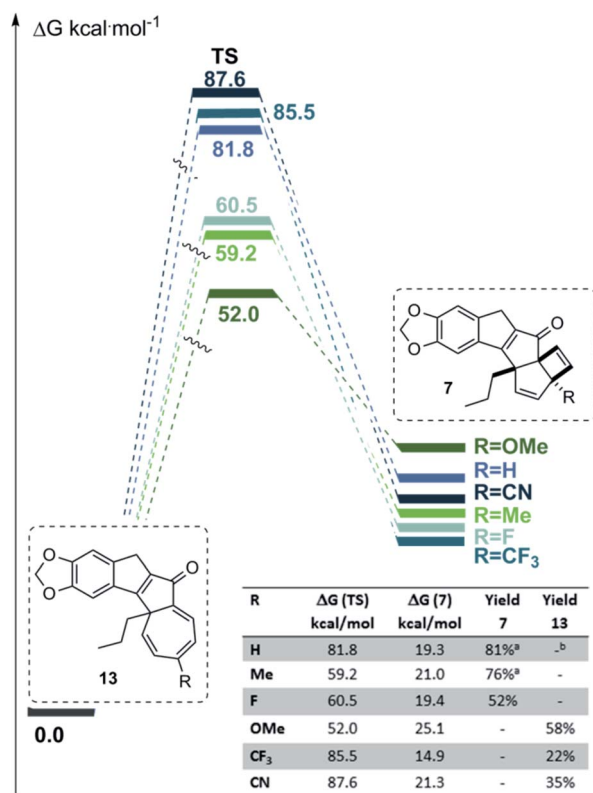 ΔG kcal·mol⁻¹
TS
87.6
85.5
81.8
60.5
59.2
52.0
O
O
O
7
R
R=OMe
R=H
R=CN
R=Me
R=F
R=CF₃
O
O
O
13
R
0.0
R ΔG (TS) ΔG (7) Yield Yield
kcal/mol kcal/mol 7 13
H 81.8 19.3 81%ᵃ -ᵇ
Me 59.2 21.0 76%ᵃ -
F 60.5 19.4 52% -
OMe 52.0 25.1 - 58%
CF₃ 85.5 14.9 - 22%
CN 87.6 21.3 - 35%